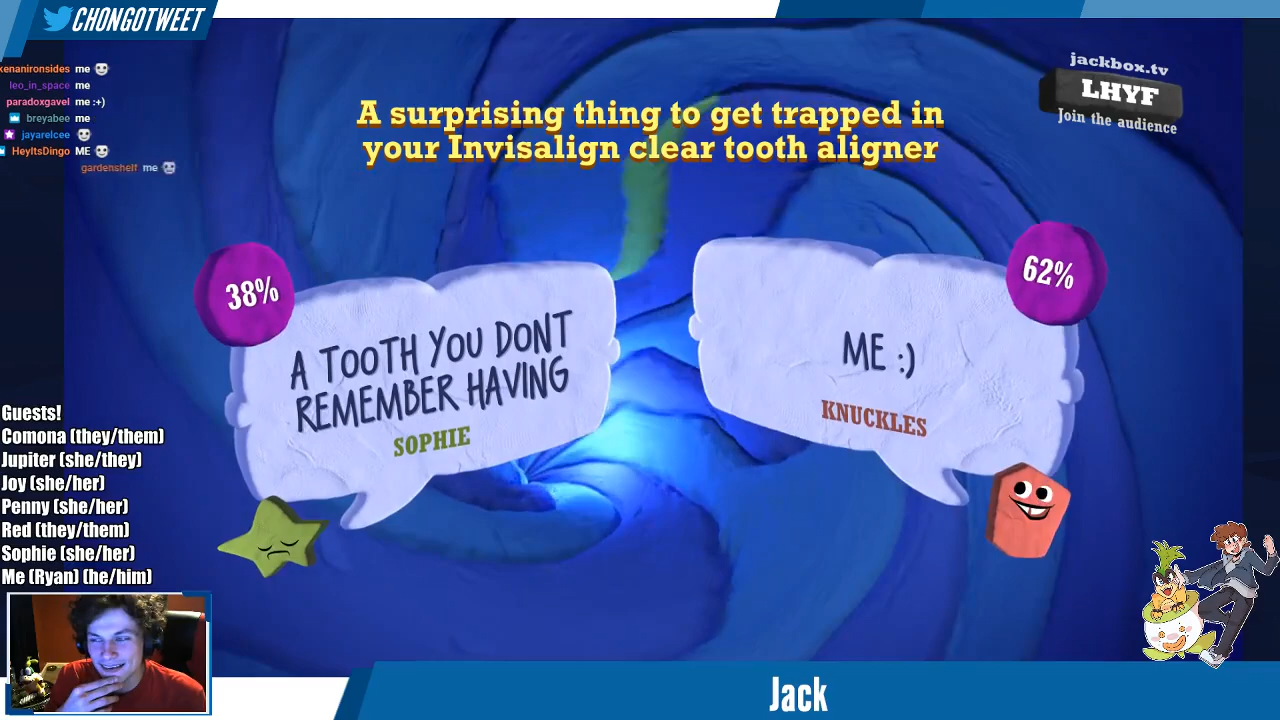 CHONGOTWEET
xenanironsides me
leo_in_space me
paradoxgavel me :+)
breyabee me
jayarelcee
HeyItsDingo ME
gardenshelf me
A surprising thing to get trapped in
your Invisalign clear tooth aligner
jackbox.tv
LHYF
Join the audience
38%
A TOOTH YOU DONT
REMEMBER HAVING
SOPHIE
62%
ME :)
KNUCKLES
Guests!
Comona (they/them)
Jupiter (she/they)
Joy (she/her)
Penny (she/her)
Red (they/them)
Sophie (she/her)
Me (Ryan) (he/him)
Jack